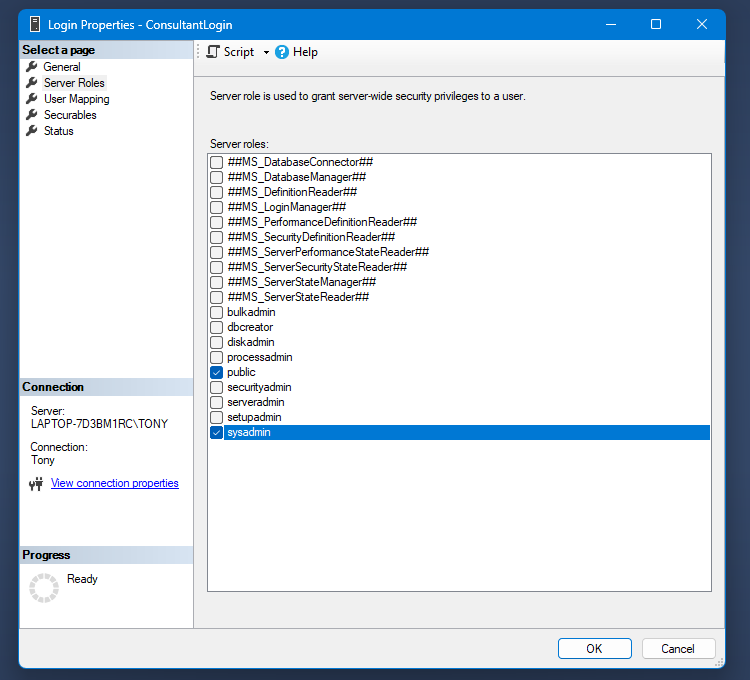 Login Properties - ConsultantLogin
Select a page
General
Server Roles
User Mapping
Securables
Status
Script
Help
Server role is used to grant server-wide security privileges to a user.
Server roles:
##MS_DatabaseConnector##
##MS_DatabaseManager##
##MS_DefinitionReader##
##MS_LoginManager##
##MS_PerformanceDefinitionReader##
##MS_SecurityDefinitionReader##
##MS_ServerPerformanceStateReader##
##MS_ServerSecurityStateReader##
##MS_ServerStateManager##
##MS_ServerStateReader##
bulkadmin
dbcreator
diskadmin
processadmin
public
securityadmin
serveradmin
setupadmin
sysadmin
Connection
Server:
LAPTOP-7D3BM1RC\TONY
Connection:
Tony
View connection properties
Progress
Ready
OK
Cancel